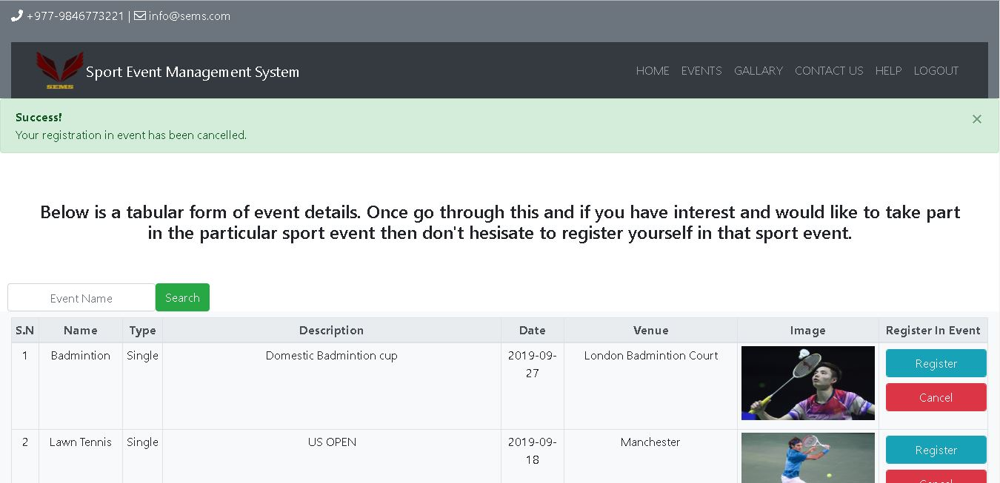 +977-9846773221 | info@sems.com
SEMS
Sport Event Management System
HOME EVENTS GALLARY CONTACT US HELP LOGOUT
Success!
×
Your registration in event has been cancelled.
Below is a tabular form of event details. Once go through this and if you have interest and would like to take part
in the particular sport event then don't hesisate to register yourself in that sport event.
Event Name Search
S.N Name Type Description Date Venue Image Register In Event
1 Badmintion Single Domestic Badmintion cup 2019-09-
27 London Badmintion Court Register
Cancel
2 Lawn Tennis Single US OPEN 2019-09-
18 Manchester Register
Cancel